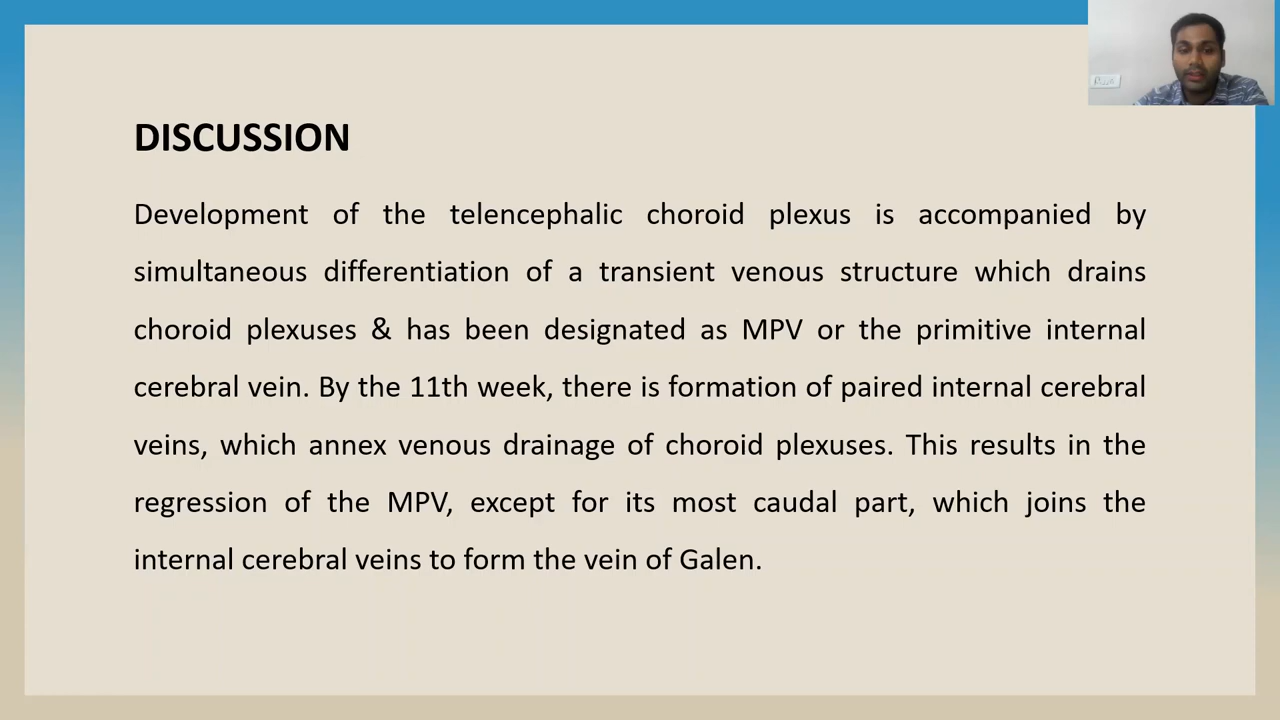 DISCUSSION
Development of the telencephalic choroid plexus is accompanied by
simultaneous differentiation of a transient venous structure which drains
choroid plexuses & has been designated as MPV or the primitive internal
cerebral vein. By the 11th week, there is formation of paired internal cerebral
veins, which annex venous drainage of choroid plexuses. This results in the
regression of the MPV, except for its most caudal part, which joins the
internal cerebral veins to form the vein of Galen.